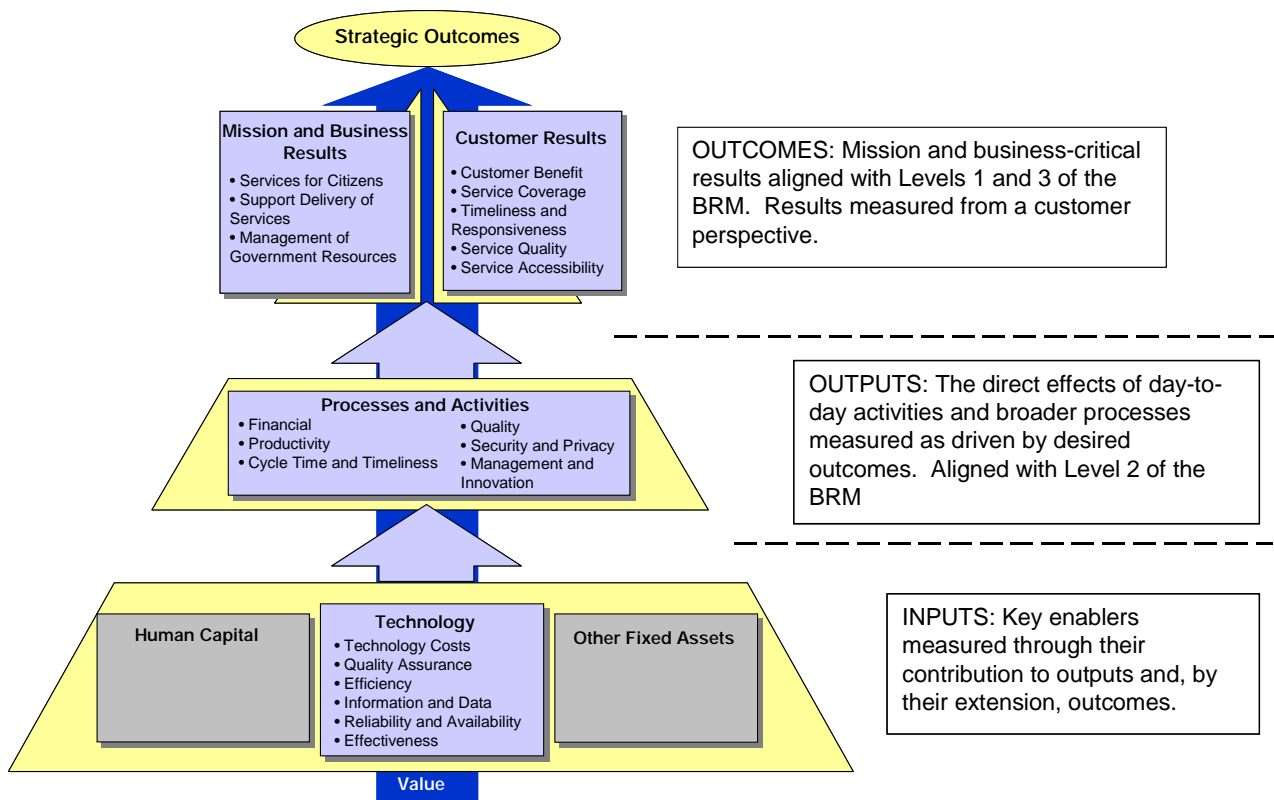 Strategic Outcomes
Mission and Business
Results
• Services for Citizens
• Support Delivery of
Services
• Management of
Government Resources
Customer Results
• Customer Benefit
• Service Coverage
• Timeliness and
Responsiveness
• Service Quality
• Service Accessibility
OUTCOMES: Mission and business-critical
results aligned with Levels 1 and 3 of the
BRM. Results measured from a customer
perspective.
Processes and Activities
• Financial
• Productivity
• Cycle Time and Timeliness
• Quality
• Security and Privacy
• Management and
Innovation
OUTPUTS: The direct effects of day-to-
day activities and broader processes
measured as driven by desired
outcomes. Aligned with Level 2 of the
BRM
Human Capital
Technology
• Technology Costs
• Quality Assurance
• Efficiency
• Information and Data
• Reliability and Availability
• Effectiveness
Other Fixed Assets
INPUTS: Key enablers
measured through their
contribution to outputs and, by
their extension, outcomes.
Value